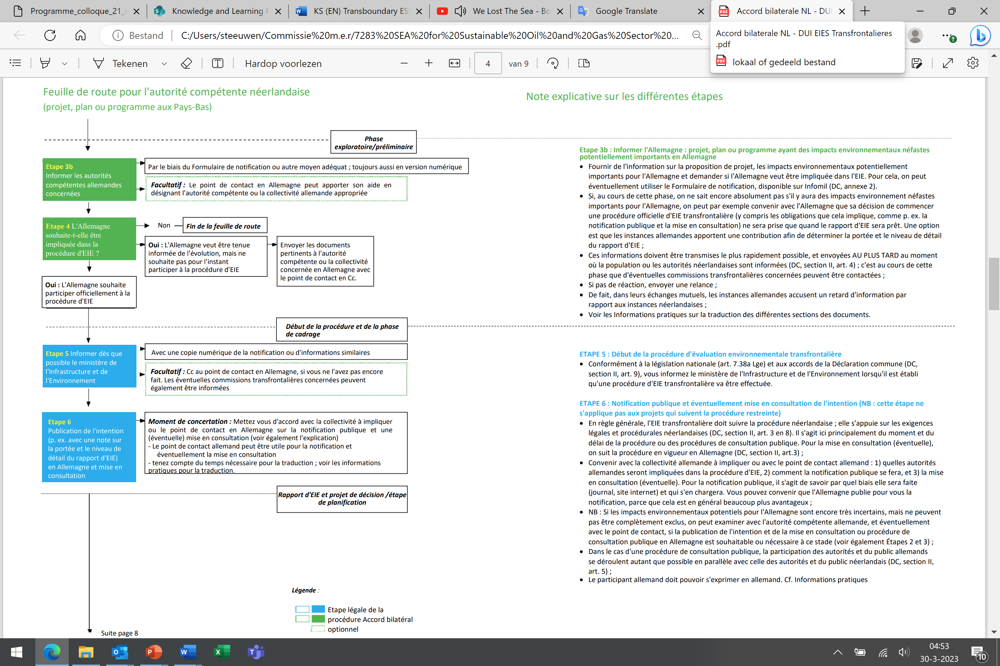 Programme_colloque_21_
Knowledge and Learning
KS (EN) Transboundary ES
We Lost The Sea - Bo
Google Translate
Accord bilaterale NL - DUI
Bestand
C:/Users/steeuwen/Commissie%20m.e.r/7283%20SEA%20for%20Sustainable%20Oil%20and%20Gas%20Sector%20...
Accord bilaterale NL - DUI EIES Transfrontalieres
.pdf
lokaal of gedeeld bestand
Tekenen
Hardop voorlezen
4
van 9
Feuille de route pour l'autorité compétente néerlandaise
(projet, plan ou programme aux Pays-Bas)
Note explicative sur les différentes étapes
Phase
exploratoire/préliminaire
Etape 3b
Informer les autorités
compétentes allemandes
concernées
Par le biais du Formulaire de notification ou autre moyen adéquat ; toujours aussi en version numérique
Facultatif : Le point de contact en Allemagne peut apporter son aide en
désignant l'autorité compétente ou la collectivité allemande appropriée
Etape 4 L'Allemagne
souhaite-t-elle être
impliquée dans la
procédure d'EIE ?
Non
Fin de la feuille de route
Oui : L'Allemagne veut être tenue
informée de l'évolution, mais ne
souhaite pas pour l'instant
participer à la procédure d'EIE
Envoyer les documents
pertinents à l'autorité
compétente ou la collectivité
concernée en Allemagne avec
le point de contact en Cc.
Oui : L'Allemagne souhaite
participer officiellement à la
procédure d'EIE
Etape 3b : Informer l'Allemagne : projet, plan ou programme ayant des impacts environnementaux néfastes
potentiellement importants en Allemagne
• Fournir de l'information sur la proposition de projet, les impacts environnementaux potentiellement
importants pour l'Allemagne et demander si l'Allemagne veut être impliquée dans l'EIE. Pour cela, on peut
éventuellement utiliser le Formulaire de notification, disponible sur Infomil (DC, annexe 2).
• Si, au cours de cette phase, on ne sait encore absolument pas s'il y aura des impacts environnement néfastes
importants pour l'Allemagne, on peut par exemple convenir avec l'Allemagne que sa décision de commencer
une procédure officielle d'EIE transfrontalière (y compris les obligations que cela implique, comme p. ex. la
notification publique et la mise en consultation) ne sera prise que quand le rapport d'EIE sera prêt. Une option
est que les instances allemandes apportent une contribution afin de déterminer la portée et le niveau de détail
du rapport d'EIE ;
• Ces informations doivent être transmises le plus rapidement possible, et envoyées AU PLUS TARD au moment
où la population ou les autorités néerlandaises sont informées (DC, section II, art. 4) ; c'est au cours de cette
phase que d'éventuelles commissions transfrontalières concernées peuvent être contactées ;
• Si pas de réaction, envoyer une relance ;
• De fait, dans leurs échanges mutuels, les instances allemandes accusent un retard d'information par
rapport aux instances néerlandaises ;
• Voir les Informations pratiques sur la traduction des différentes sections des documents.
Début de la procédure et de la phase
de cadrage
Etape 5 Informer dès que
possible le ministère de
l'Infrastructure et de
l'Environnement
Avec une copie numérique de la notification ou d'informations similaires
Facultatif : Cc au point de contact en Allemagne, si vous ne l'avez pas encore
fait. Les éventuelles commissions transfrontalières concernées peuvent
également être informées
Etape 6
Publication de l'intention
(p. ex. avec une note sur
la portée et le niveau de
détail du rapport d'EIE)
en Allemagne et mise en
consultation
Moment de concertation : Mettez vous d'accord avec la collectivité à impliquer
ou le point de contact en Allemagne sur la notification publique et une
(éventuelle) mise en consultation (voir également l'explication)
- Le point de contact allemand peut être utile pour la notification et
éventuellement la mise en consultation
- tenez compte du temps nécessaire pour la traduction ; voir les informations
pratiques pour la traduction.
Rapport d'EIE et projet de décision /étape
de planification
ETAPE 5 : Début de la procédure d'évaluation environnementale transfrontalière
• Conformément à la législation nationale (art. 7.38a Lge) et aux accords de la Déclaration commune (DC,
section II, art. 9), vous informez le ministère de l'Infrastructure et de l'Environnement lorsqu'il est établi
qu'une procédure d'EIE transfrontalière va être effectuée.
ETAPE 6 : Notification publique et éventuellement mise en consultation de l'intention (NB : cette étape ne
s'applique pas aux projets qui suivent la procédure restreinte)
• En règle générale, l'EIE transfrontalière doit suivre la procédure néerlandaise ; elle s'appuie sur les exigences
légales et procédurales néerlandaises (DC, section II, art. 3 en 8). Il s'agit ici principalement du moment et du
délai de la procédure ou des procédures de consultation publique. Pour la mise en consultation (éventuelle),
on suit la procédure en vigueur en Allemagne (DC, section II, art.3) ;
• Convenir avec la collectivité allemande à impliquer ou avec le point de contact allemand : 1) quelles autorités
allemandes seront impliquées dans la procédure d'EIE, 2) comment la notification publique se fera, et 3) la mise
en consultation (éventuelle). Pour la notification publique, il s'agit de savoir par quel biais elle sera faite
(journal, site internet) et qui s'en chargera. Vous pouvez convenir que l'Allemagne publie pour vous la
notification, parce que cela est en général beaucoup plus avantageux ;
• NB : Si les impacts environnementaux potentiels pour l'Allemagne sont encore très incertains, mais ne peuvent
pas être complètement exclus, on peut examiner avec l'autorité compétente allemande, et éventuellement
avec le point de contact, si la publication de l'intention et de la mise en consultation ou procédure de
consultation publique en Allemagne est souhaitable ou nécessaire à ce stade (voir également Étapes 2 et 3) ;
• Dans le cas d'une procédure de consultation publique, la participation des autorités et du public allemands
se déroulent autant que possible en parallèle avec celle des autorités et du public néerlandais (DC, section II,
art. 5) ;
• Le participant allemand doit pouvoir s'exprimer en allemand. Cf. Informations pratiques
Légende :
Etape légale de la
procédure Accord bilatéral
optionnel
Suite page 8
04:53
30-3-2023
10